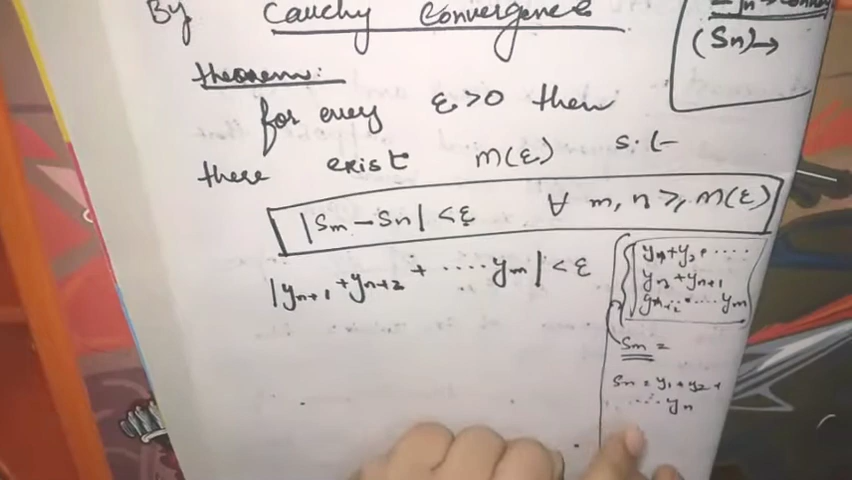 By Cauchy Convergence
theorem:
for every ε>0 then
there exist m(ε) s.t
|Sm-Sn|<ε ∀ m, n ≥, M(ε)
|yn+1+yn+2+....ym|<ε
(Sn)→
y1+y2+....
yn+yn+1
....ym
Sm =
Sn = y1+y2+
....yn